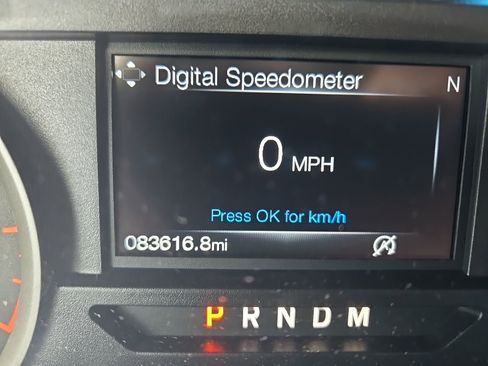 Digital Speedometer N
0 MPH
Press OK for km/h
083616.8mi
P R N D M